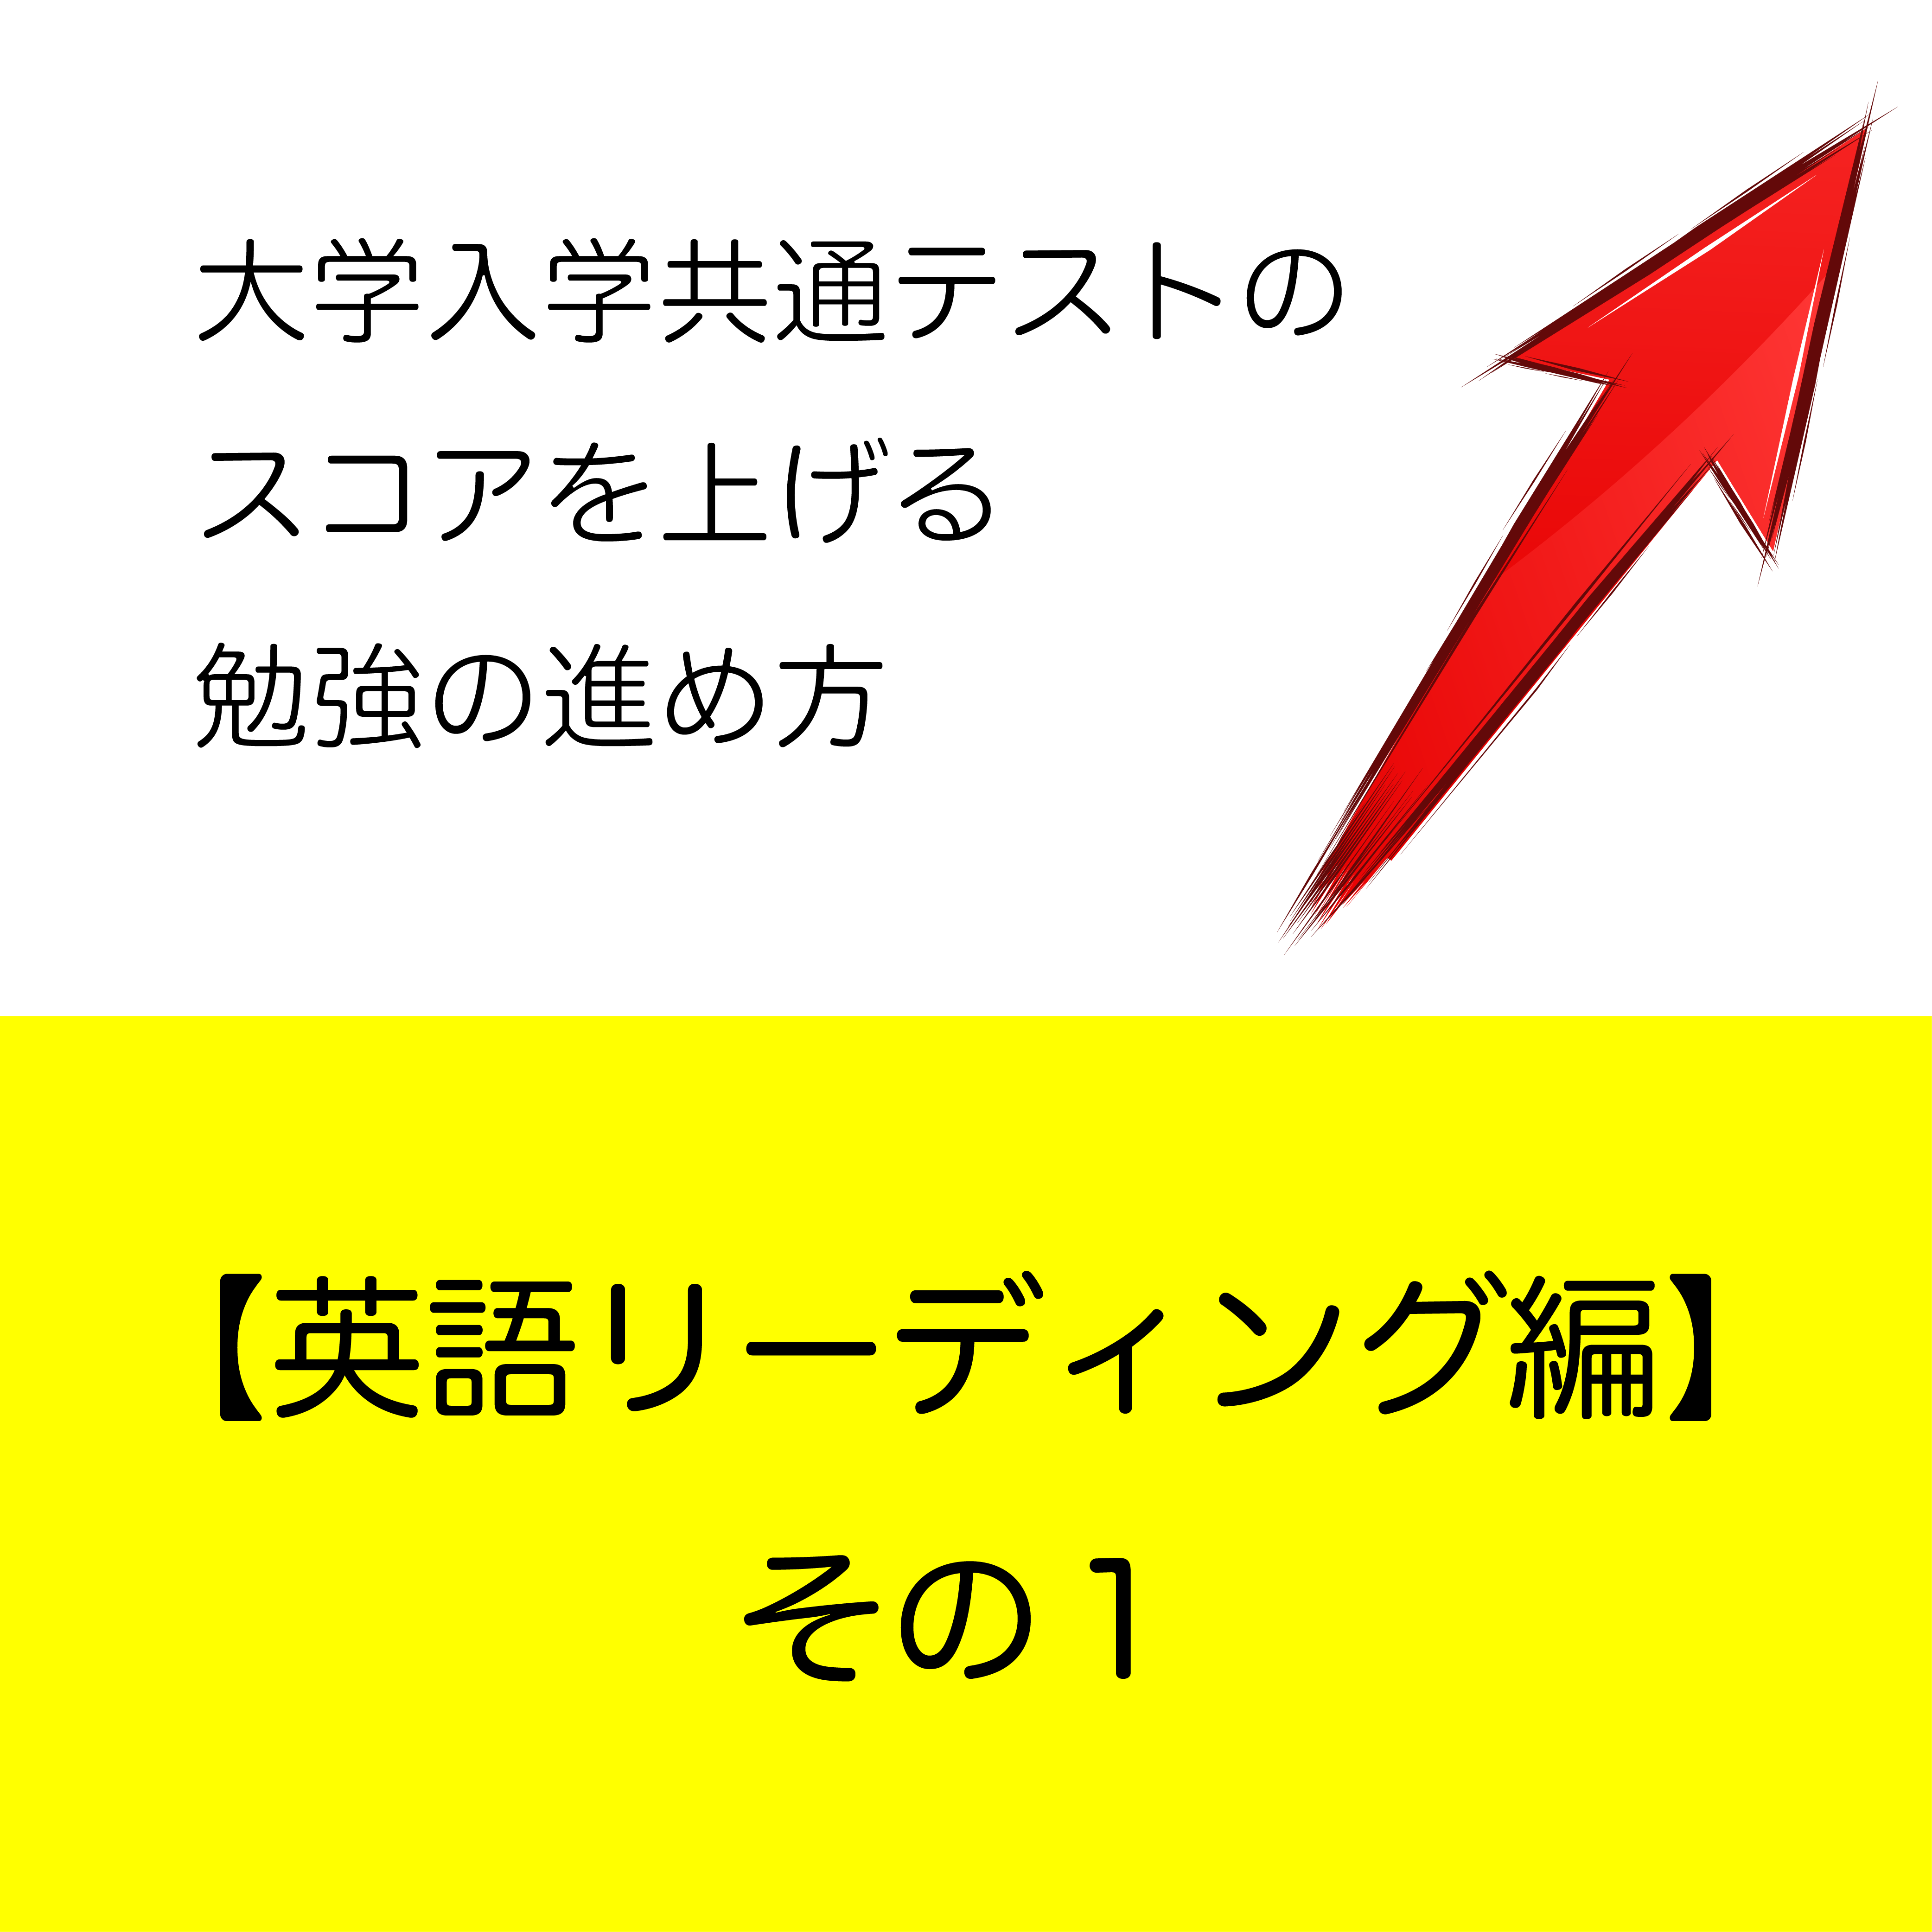 大学入学共通テストの
スコアを上げる
勉強の進め方
【英語リーディング編】
その1